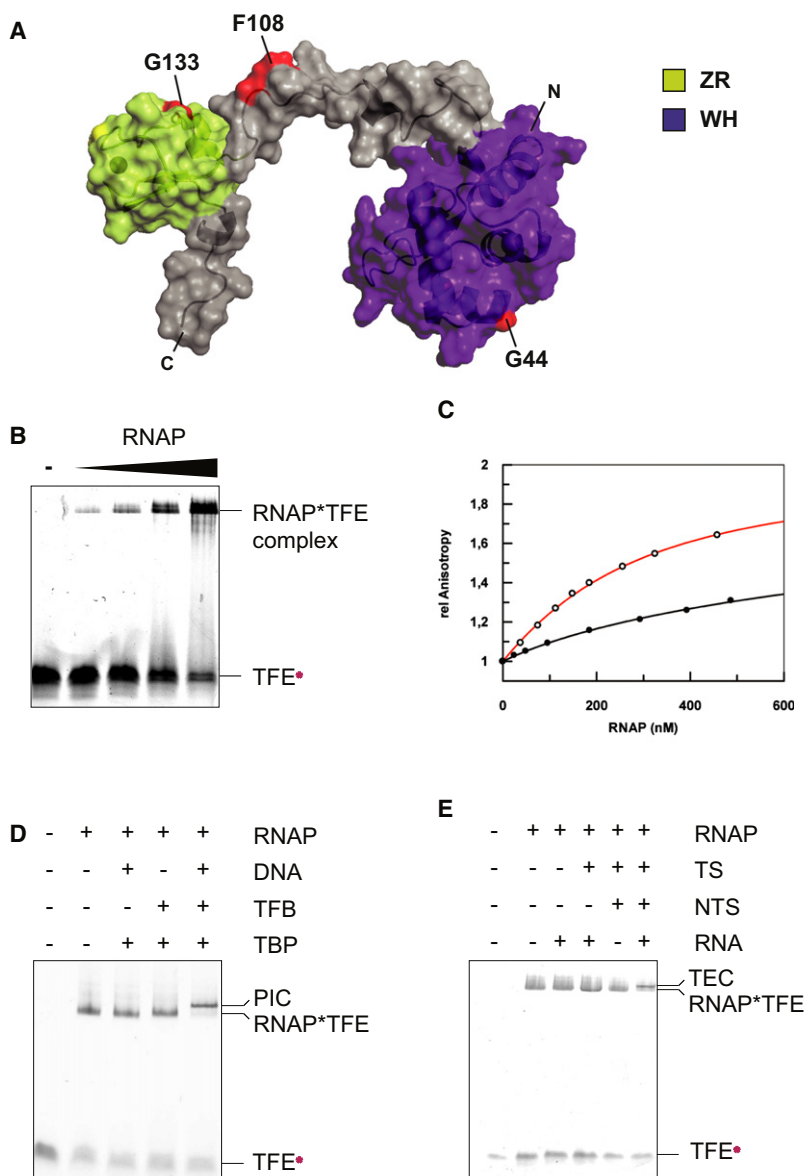 A
F108
G133
ZR
WH
N
C
G44
B
RNAP
-
RNAP*TFE
complex
TFE*
C
rel Anisotropy
2
1,8
1,6
1,4
1,2
1
0
200
400
600
RNAP (nM)
D
- + + + + RNAP
- - + - + DNA
- - - + + TFB
- - + + + TBP
PIC
RNAP*TFE
TFE*
E
- + + + + + RNAP
- - - + + + TS
- - - - + + NTS
- - + + - + RNA
TEC
RNAP*TFE
TFE*